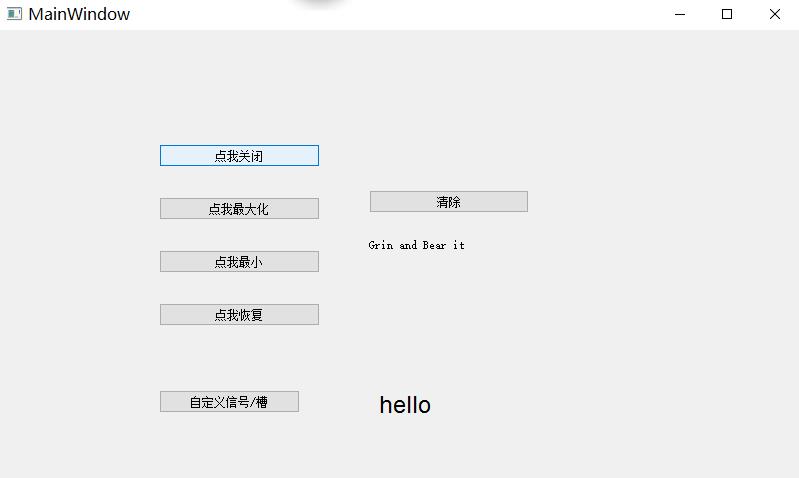 MainWindow
点我关闭
点我最大化
清除
Grin and Bear it
点我最小
点我恢复
自定义信号/槽
hello